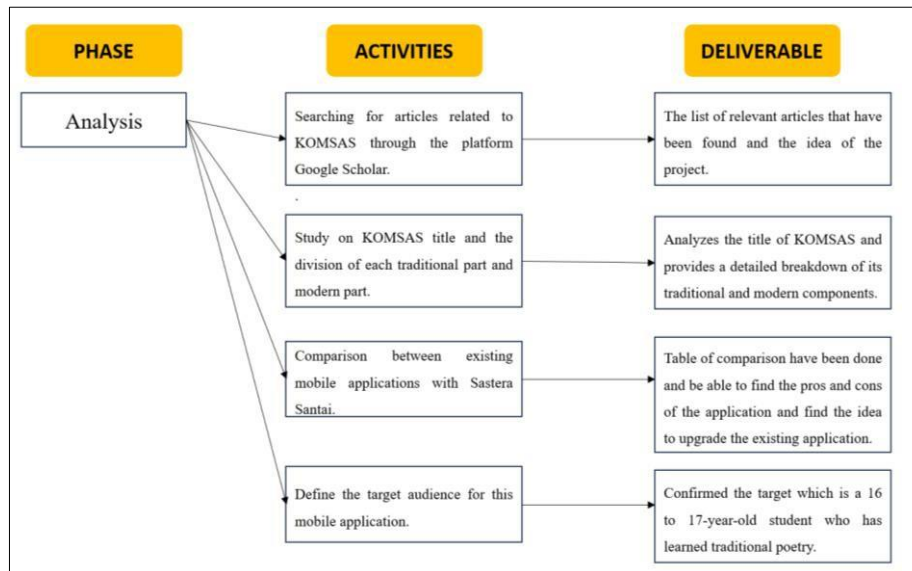 PHASE
ACTIVITIES
DELIVERABLE
Analysis
Searching for articles related to
KOMSAS through the platform
Google Scholar.
.
The list of relevant articles that have
been found and the idea of the
project.
Study on KOMSAS title and the
division of each traditional part and
modern part.
Analyzes the title of KOMSAS and
provides a detailed breakdown of its
traditional and modern components.
Comparison between existing
mobile applications with Sastera
Santai.
Table of comparison have been done
and be able to find the pros and cons
of the application and find the idea
to upgrade the existing application.
Define the target audience for this
mobile application.
Confirmed the target which is a 16
to 17-year-old student who has
learned traditional poetry.